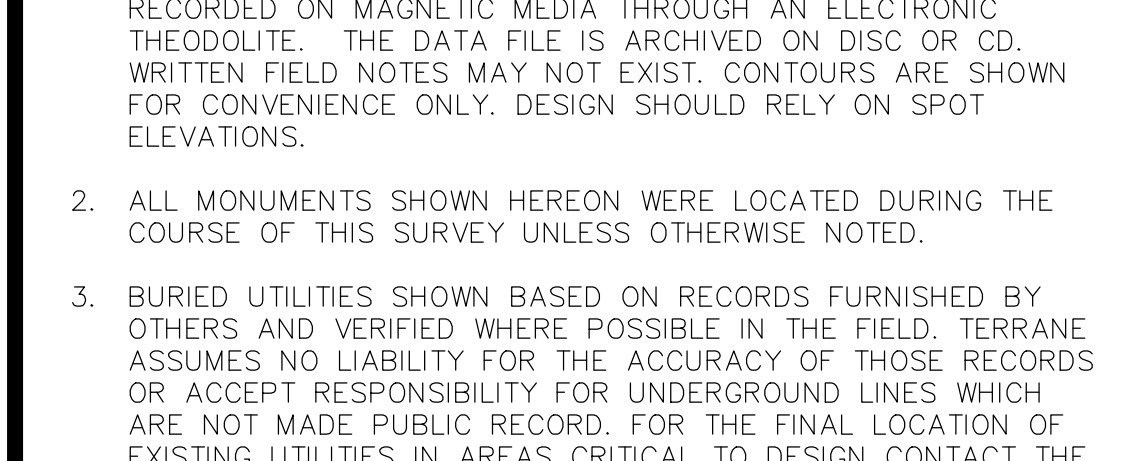 RECORDED ON MAGNETIC MEDIA THROUGH AN ELECTRONIC
THEODOLITE. THE DATA FILE IS ARCHIVED ON DISC OR CD.
WRITTEN FIELD NOTES MAY NOT EXIST. CONTOURS ARE SHOWN
FOR CONVENIENCE ONLY. DESIGN SHOULD RELY ON SPOT
ELEVATIONS.
2. ALL MONUMENTS SHOWN HEREON WERE LOCATED DURING THE
COURSE OF THIS SURVEY UNLESS OTHERWISE NOTED.
3. BURIED UTILITIES SHOWN BASED ON RECORDS FURNISHED BY
OTHERS AND VERIFIED WHERE POSSIBLE IN THE FIELD. TERRANE
ASSUMES NO LIABILITY FOR THE ACCURACY OF THOSE RECORDS
OR ACCEPT RESPONSIBILITY FOR UNDERGROUND LINES WHICH
ARE NOT MADE PUBLIC RECORD. FOR THE FINAL LOCATION OF
EXISTING UTILITIES IN AREAS CRITICAL TO DESIGN CONTACT THE